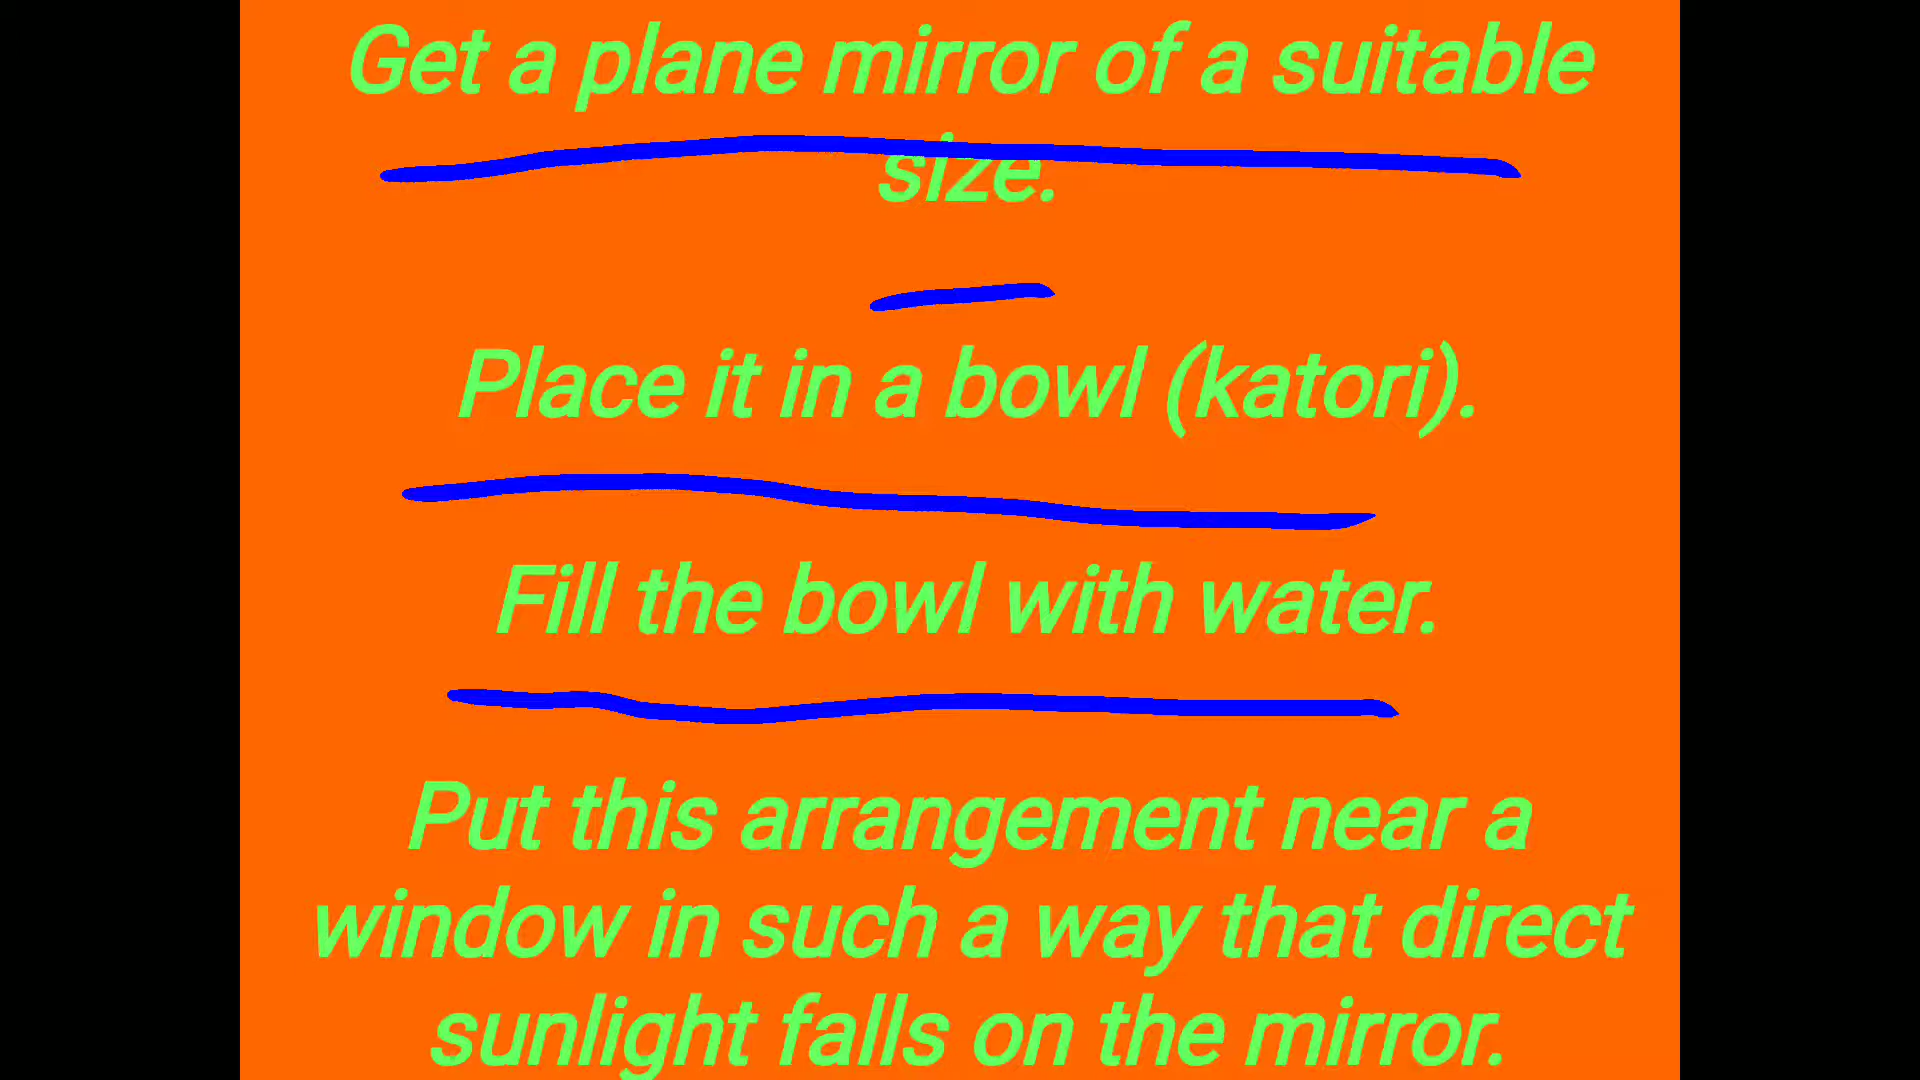 Get a plane mirror of a suitable
size.
Place it in a bowl (katori).
Fill the bowl with water.
Put this arrangement near a
window in such a way that direct
sunlight falls on the mirror.